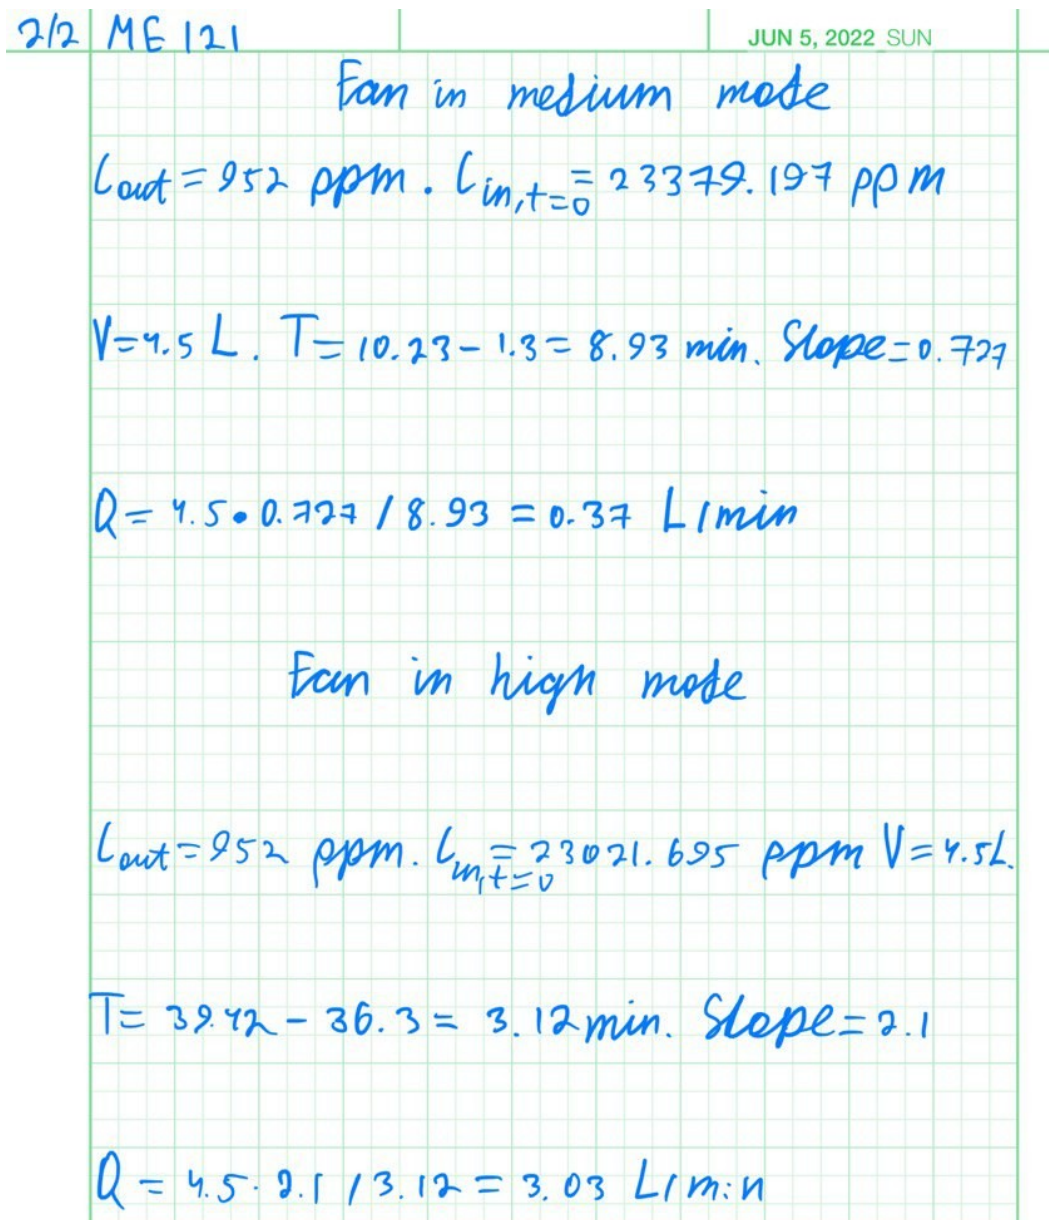 2/2 ME 121 JUN 5, 2022 SUN
Fan in medium mode
Cout = 952 ppm. Cin,t=0 = 23379.197 ppm
V=4.5 L. T= 10.23 - 1.3 = 8.93 min. Slope=0.727
Q = 4.5 • 0.727 / 8.93 = 0.37 L/min
Fan in high mode
Cout = 952 ppm. Cin,t=0 = 23021.695 ppm V=4.5L.
T= 39.42 - 36.3 = 3.12min. Slope=2.1
Q = 4.5 · 2.1 / 3.12 = 3.03 L/min